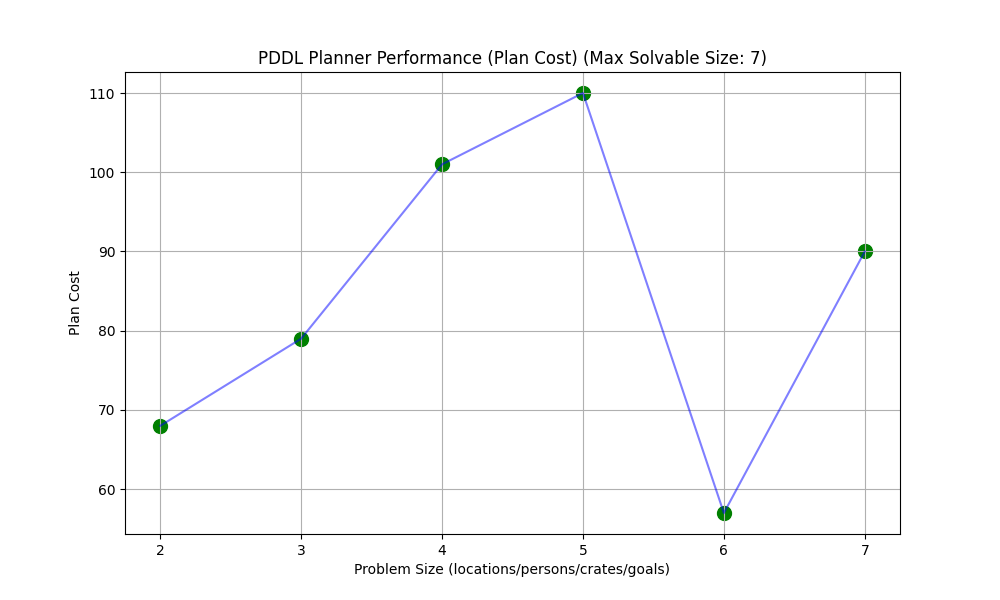 PDDL Planner Performance (Plan Cost) (Max Solvable Size: 7)
110
100
90
80
70
60
Plan Cost
2 3 4 5 6 7
Problem Size (locations/persons/crates/goals)